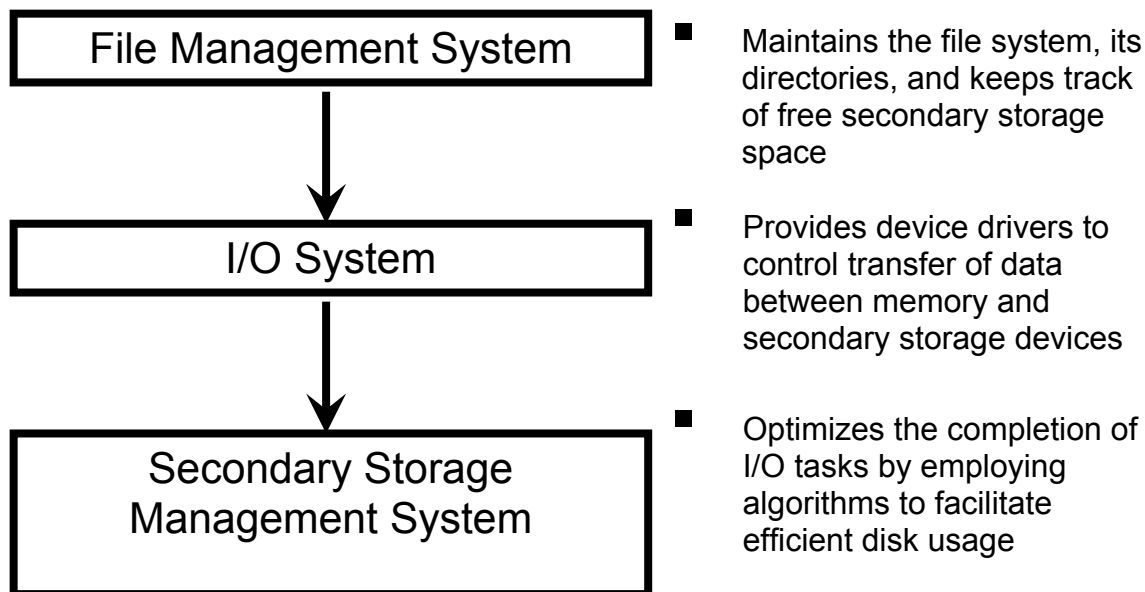 File Management System
■ Maintains the file system, its
directories, and keeps track
of free secondary storage
space
I/O System
■ Provides device drivers to
control transfer of data
between memory and
secondary storage devices
Secondary Storage
Management System
■ Optimizes the completion of
I/O tasks by employing
algorithms to facilitate
efficient disk usage